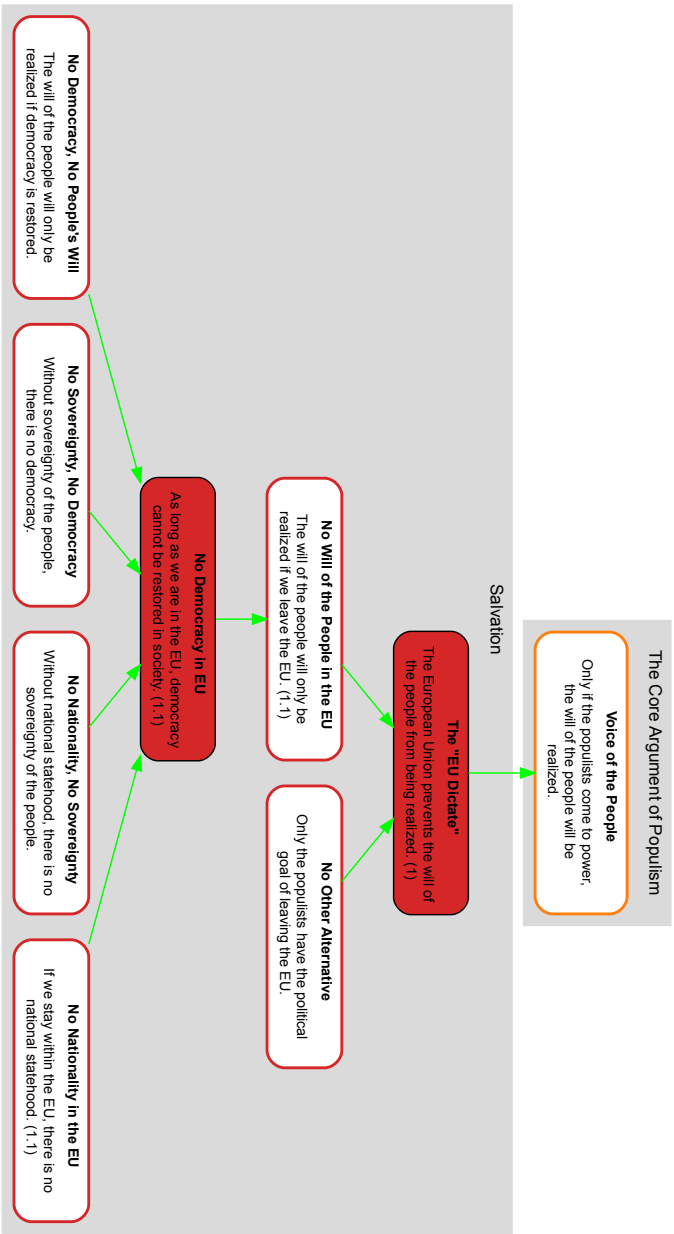 The Core Argument of Populism
Voice of the People
Only if the populists come to power,
the will of the people will be
realized.
Salvation
The "EU Dictate"
The European Union prevents the will of
the people from being realized. (1)
No Will of the People in the EU
The will of the people will only be
realized if we leave the EU. (1.1)
No Other Alternative
Only the populists have the political
goal of leaving the EU.
No Democracy in EU
As long as we are in the EU, democracy
cannot be restored in society. (1.1)
No Democracy, No People's Will
The will of the people will only be
realized if democracy is restored.
No Sovereignty, No Democracy
Without sovereignty of the people,
there is no democracy.
No Nationality, No Sovereignty
Without national statehood, there is no
sovereignty of the people.
No Nationality in the EU
If we stay within the EU, there is no
national statehood. (1.1)